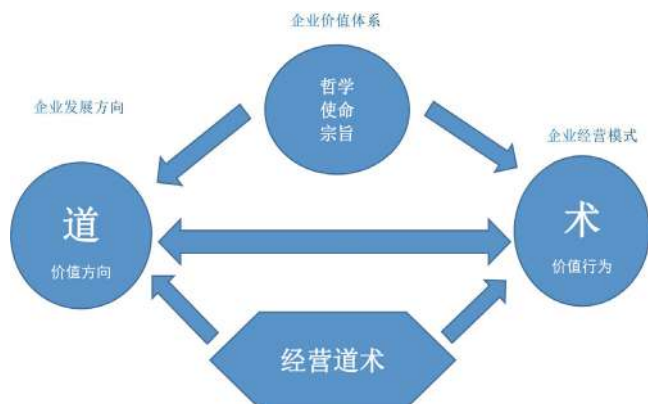 企业价值体系
哲学
使命
宗旨
企业发展方向
企业经营模式
道
价值方向
术
价值行为
经营道术